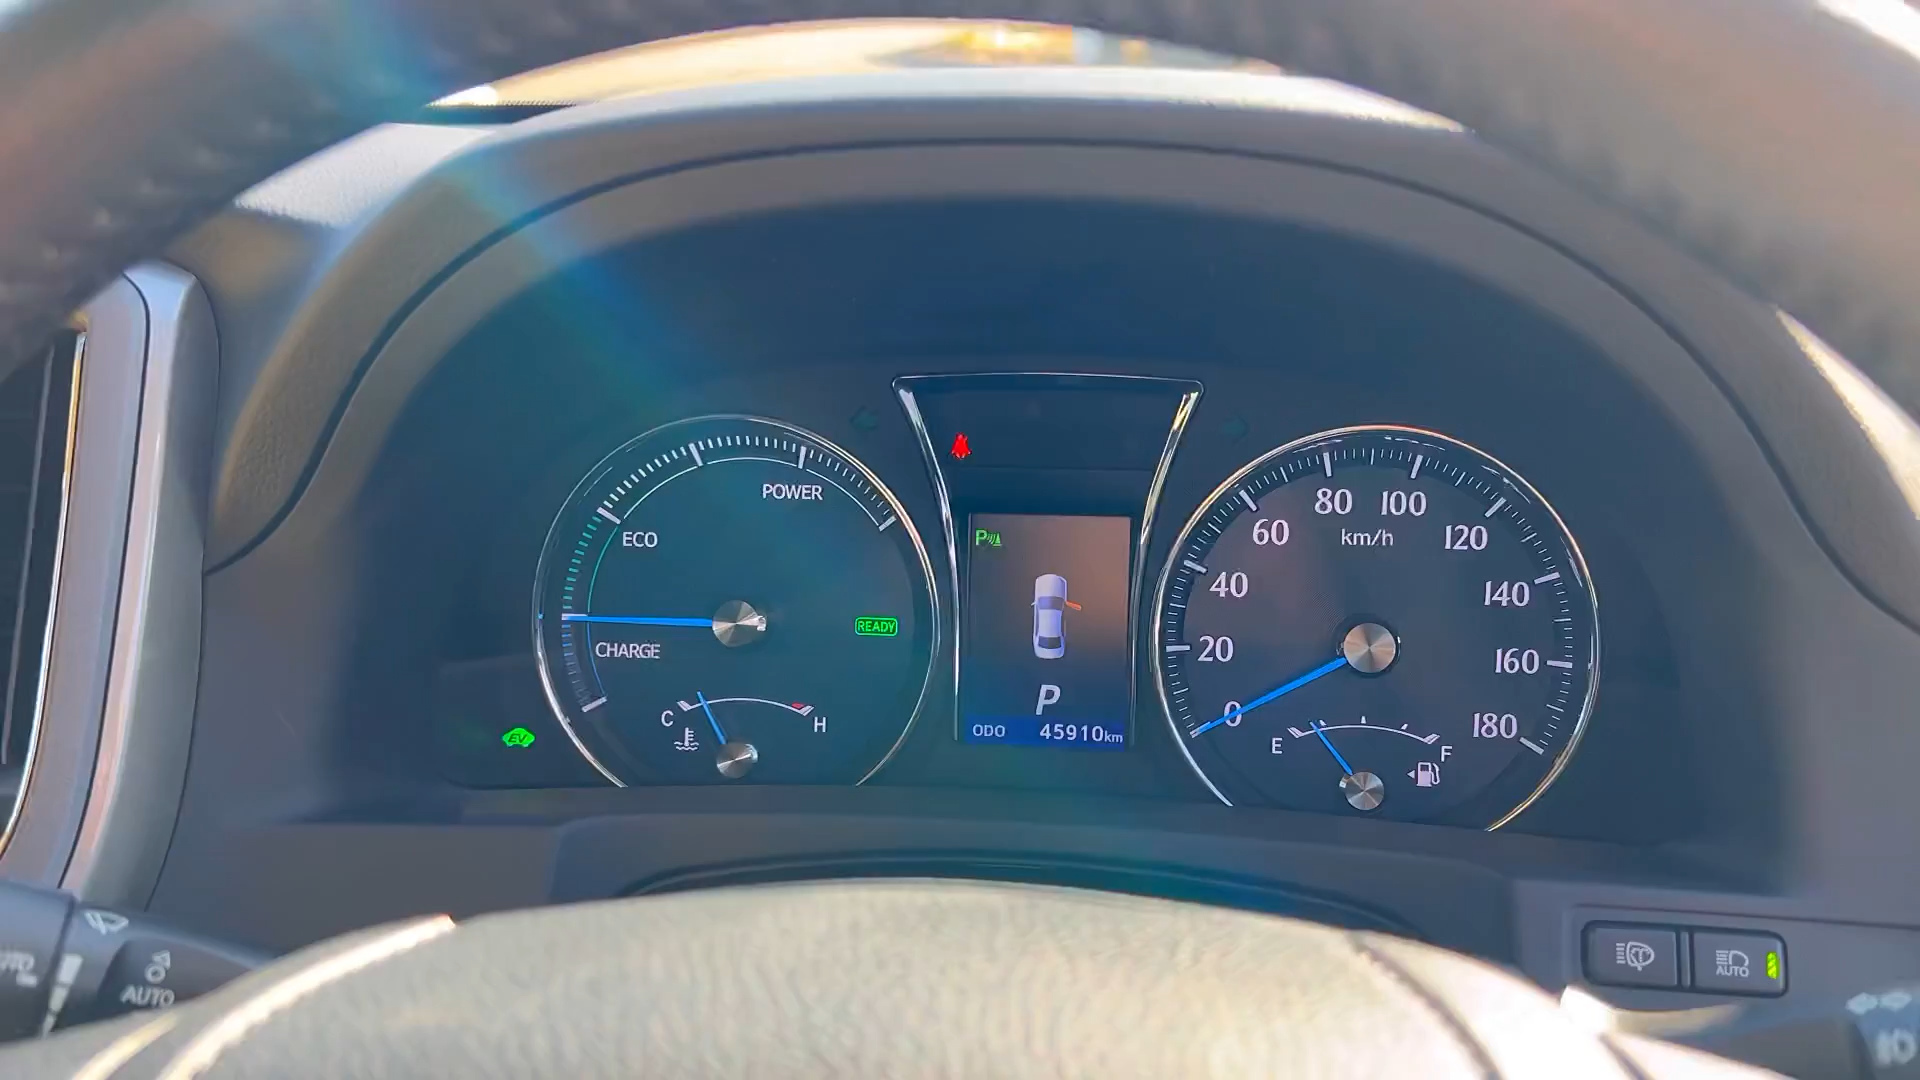 POWER
ECO
READY
CHARGE
C
H
EV
P
P
ODO 45910km
80
100
60
km/h
120
40
140
20
160
0
180
E
F
AUTO
AUTO